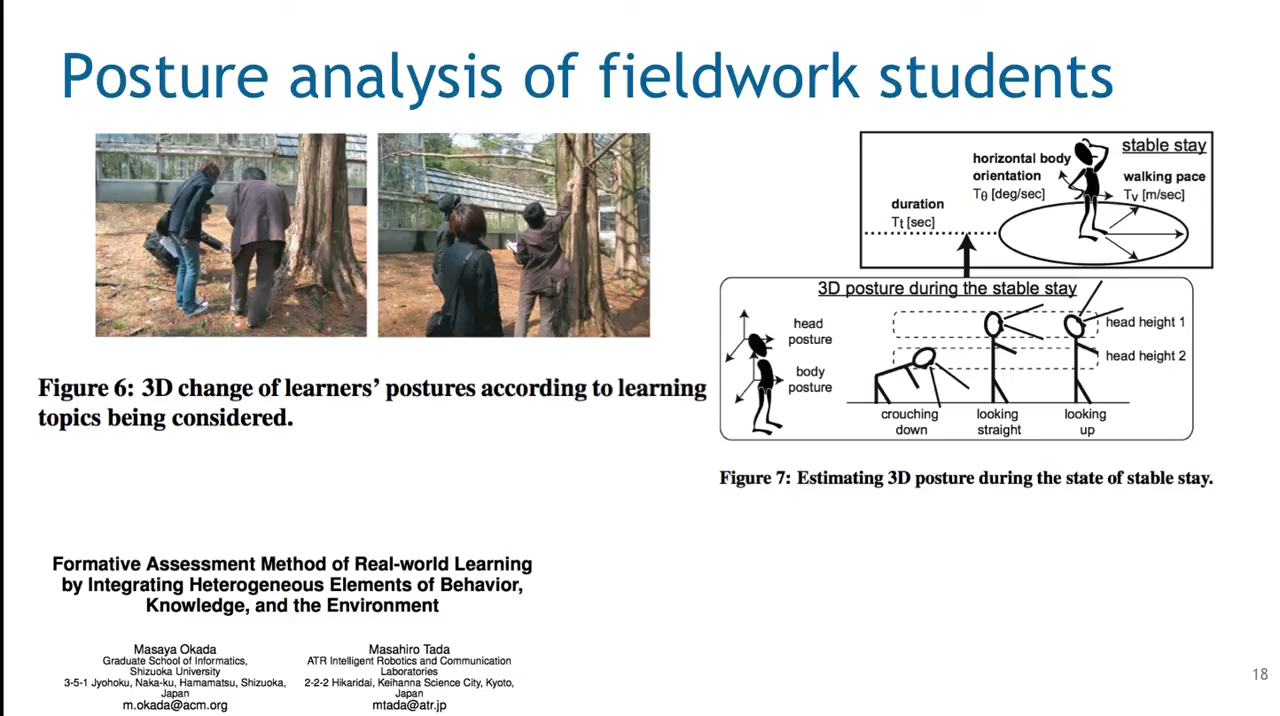 Posture analysis of fieldwork students
Figure 6: 3D change of learners' postures according to learning
topics being considered.
stable stay
horizontal body
orientation
Tθ [deg/sec]
walking pace
Tv [m/sec]
duration
Tt [sec]
3D posture during the stable stay
head
posture
body
posture
head height 1
head height 2
crouching
down
looking
straight
looking
up
Figure 7: Estimating 3D posture during the state of stable stay.
Formative Assessment Method of Real-world Learning
by Integrating Heterogeneous Elements of Behavior,
Knowledge, and the Environment
Masaya Okada
Graduate School of Informatics,
Shizuoka University
3-5-1 Jyohoku, Naka-ku, Hamamatsu, Shizuoka,
Japan
m.okada@acm.org
Masahiro Tada
ATR Intelligent Robotics and Communication
Laboratories
2-2-2 Hikaridai, Keihanna Science City, Kyoto,
Japan
mtada@atr.jp
18